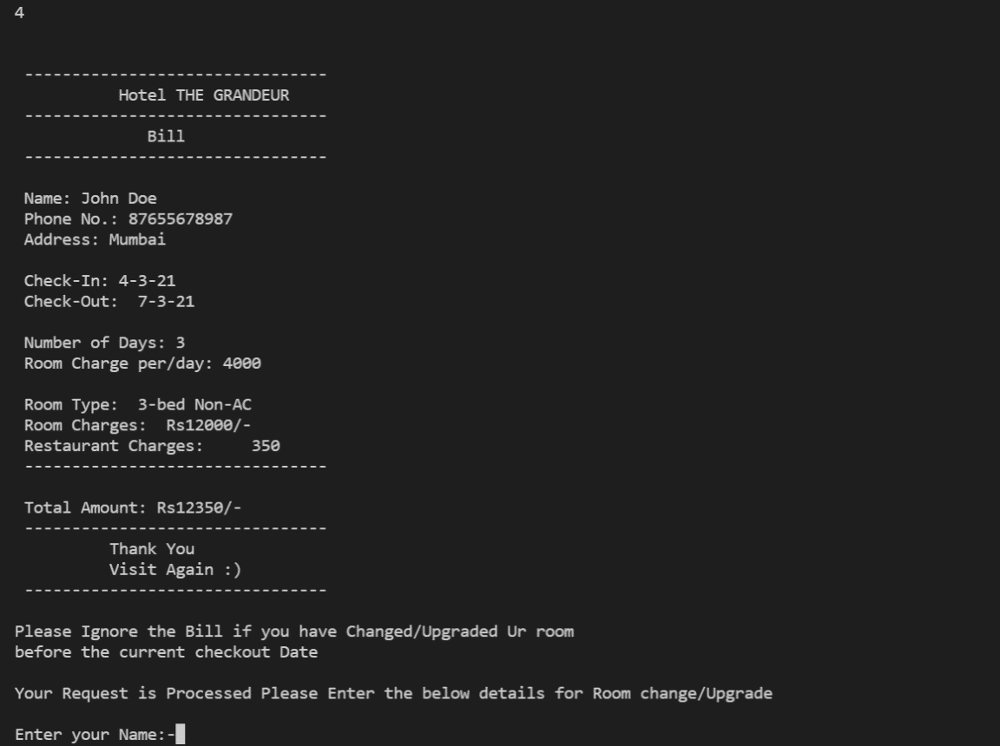 4
--------------------------------
Hotel THE GRANDEUR
--------------------------------
Bill
--------------------------------
Name: John Doe
Phone No.: 87655678987
Address: Mumbai
Check-In: 4-3-21
Check-Out:  7-3-21
Number of Days: 3
Room Charge per/day: 4000
Room Type:  3-bed Non-AC
Room Charges:  Rs12000/-
Restaurant Charges:     350
--------------------------------
Total Amount: Rs12350/-
--------------------------------
Thank You
Visit Again :)
--------------------------------
Please Ignore the Bill if you have Changed/Upgraded Ur room
before the current checkout Date
Your Request is Processed Please Enter the below details for Room change/Upgrade
Enter your Name:-